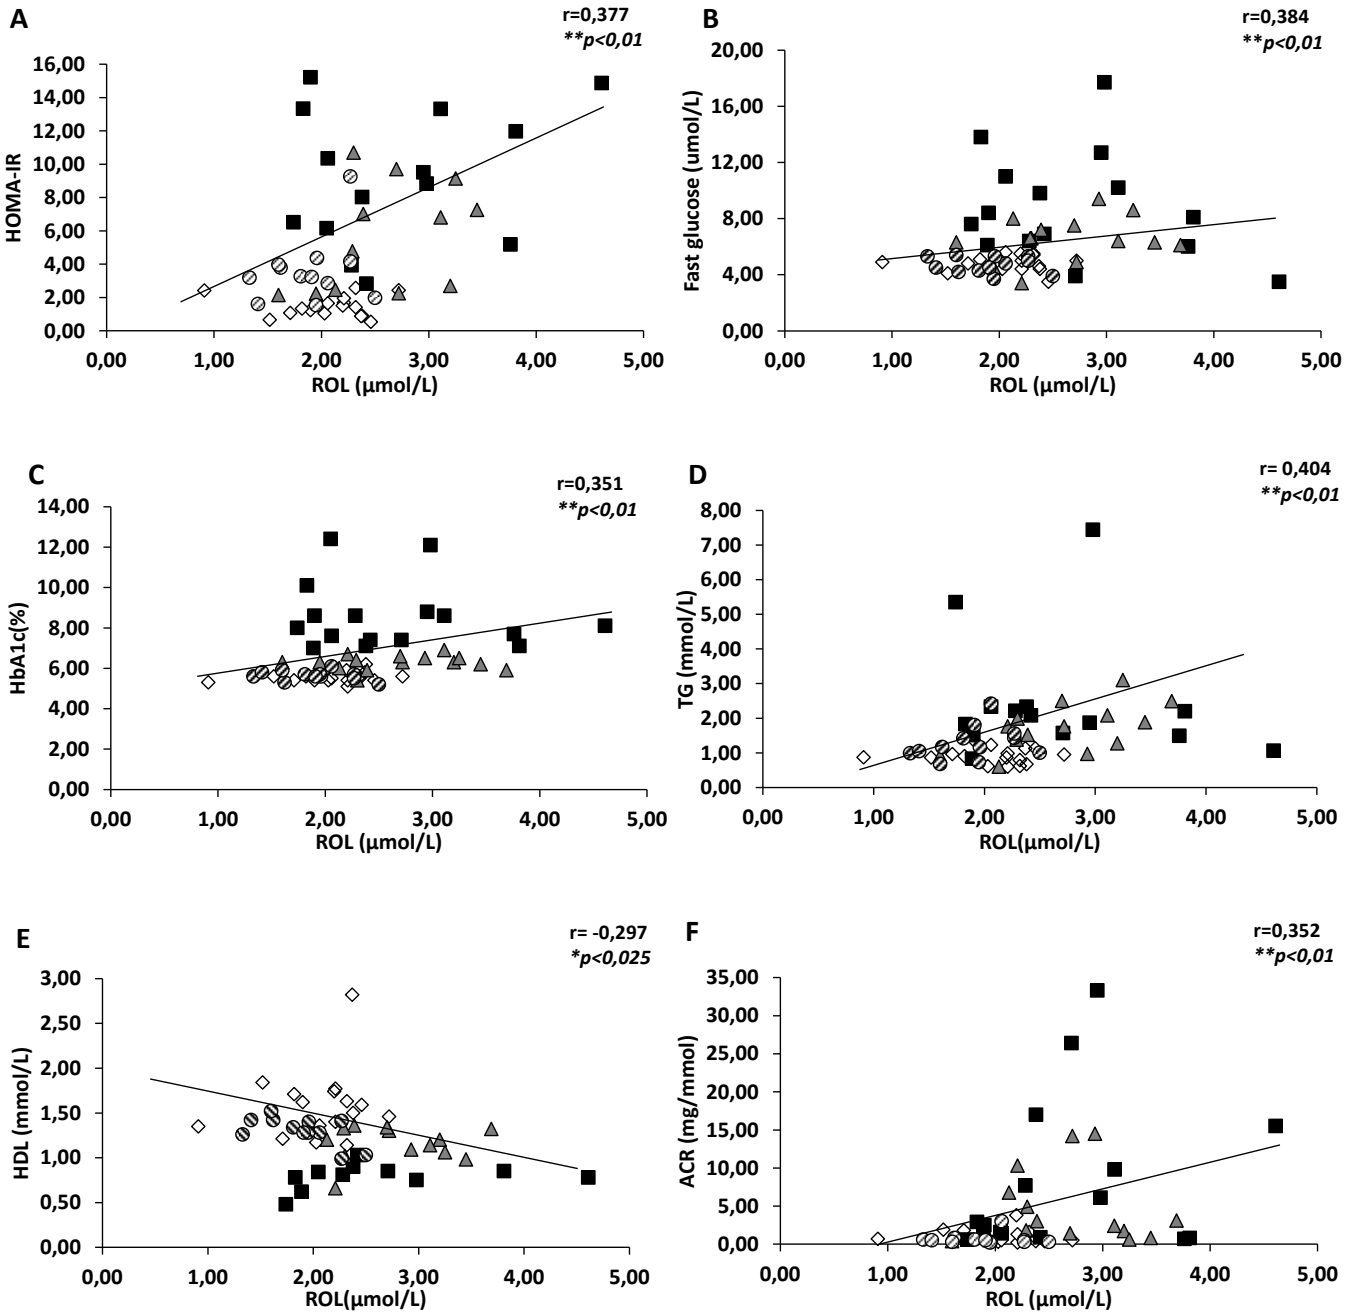 A
r=0,377
**p<0,01
16,00
14,00
12,00
10,00
8,00
6,00
4,00
2,00
0,00
HOMA-IR
0,00 1,00 2,00 3,00 4,00 5,00
ROL (µmol/L)
B
r=0,384
**p<0,01
20,00
16,00
12,00
8,00
4,00
0,00
Fast glucose (umol/L)
0,00 1,00 2,00 3,00 4,00 5,00
ROL (µmol/L)
C
r=0,351
**p<0,01
14,00
12,00
10,00
8,00
6,00
4,00
2,00
0,00
HbA1c(%)
0,00 1,00 2,00 3,00 4,00 5,00
ROL (µmol/L)
D
r= 0,404
**p<0,01
8,00
7,00
6,00
5,00
4,00
3,00
2,00
1,00
0,00
TG (mmol/L)
0,00 1,00 2,00 3,00 4,00 5,00
ROL(µmol/L)
E
r= -0,297
*p<0,025
3,00
2,50
2,00
1,50
1,00
0,50
0,00
HDL (mmol/L)
0,00 1,00 2,00 3,00 4,00 5,00
ROL(µmol/L)
F
r=0,352
**p<0,01
35,00
30,00
25,00
20,00
15,00
10,00
5,00
0,00
ACR (mg/mmol)
0,00 1,00 2,00 3,00 4,00 5,00
ROL (µmol/L)